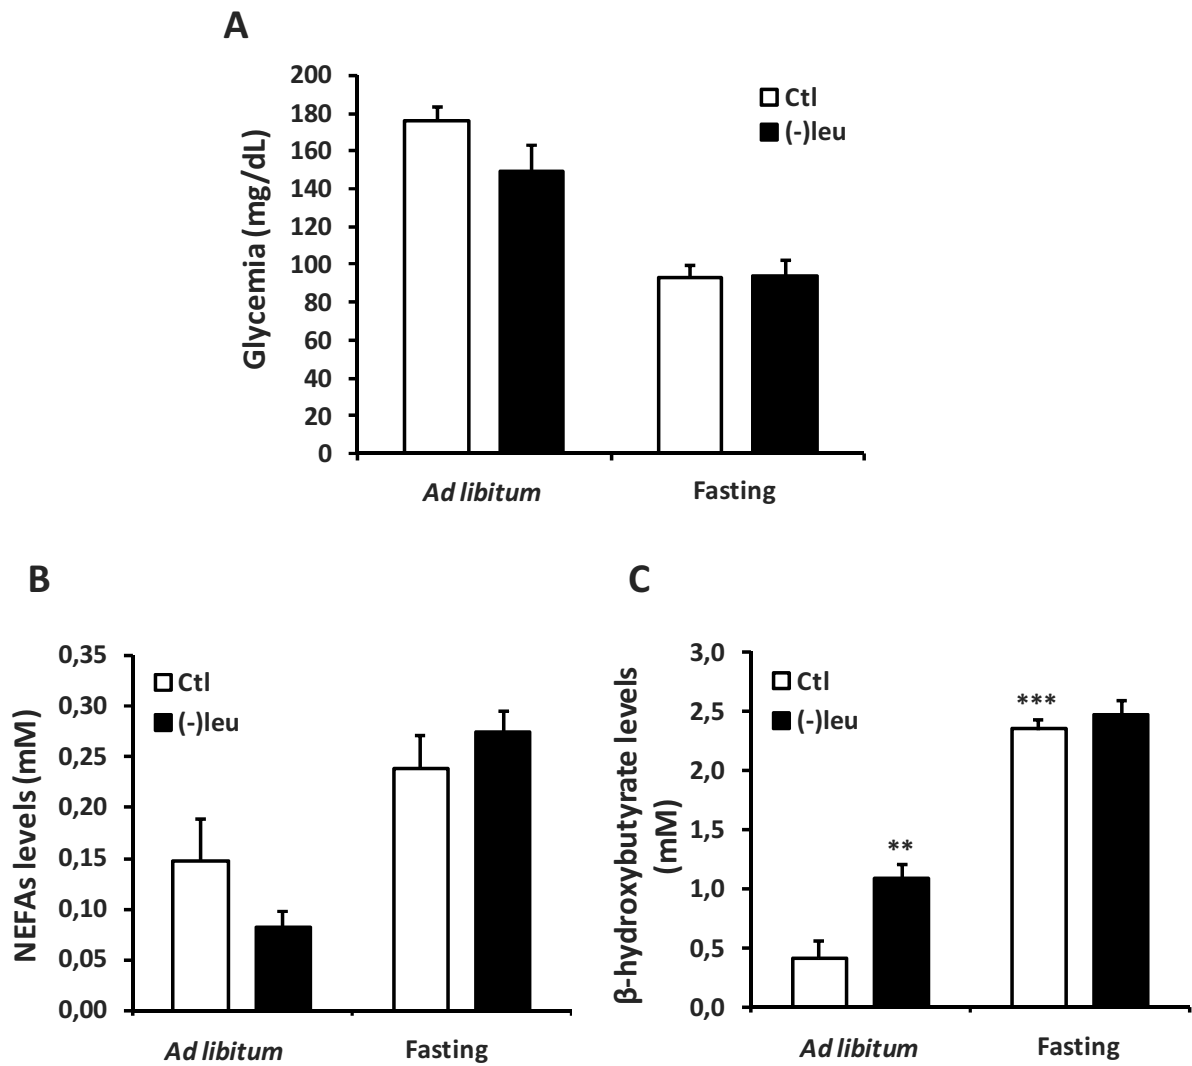 A
Glycemia (mg/dL)
200
180
160
140
120
100
80
60
40
20
0
Ctl
(-)leu
Ad libitum
Fasting
B
NEFAs levels (mM)
0,35
0,30
0,25
0,20
0,15
0,10
0,05
0,00
Ctl
(-)leu
Ad libitum
Fasting
C
β-hydroxybutyrate levels
(mM)
3,0
2,5
2,0
1,5
1,0
0,5
0,0
Ctl
(-)leu
**
***
Ad libitum
Fasting